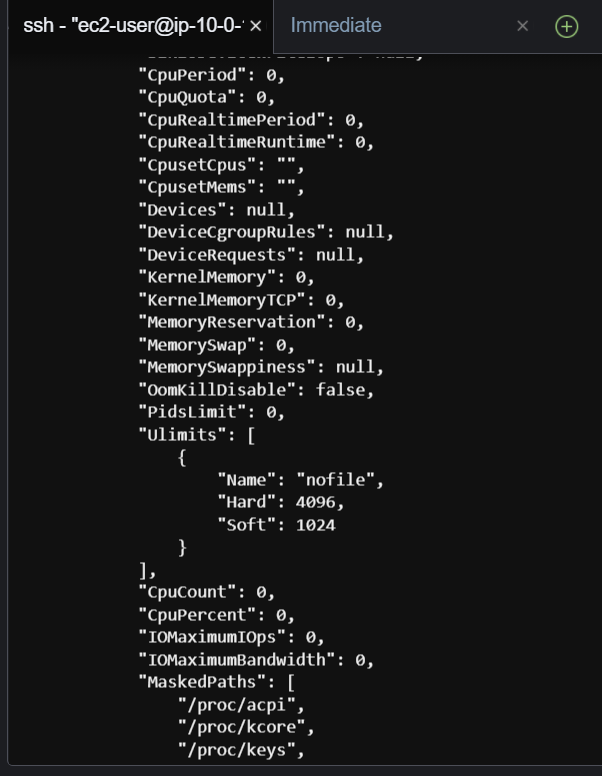 ssh - "ec2-user@ip-10-0- × Immediate ×
"CpuPeriod": 0,
"CpuQuota": 0,
"CpuRealtimePeriod": 0,
"CpuRealtimeRuntime": 0,
"CpusetCpus": "",
"CpusetMems": "",
"Devices": null,
"DeviceCgroupRules": null,
"DeviceRequests": null,
"KernelMemory": 0,
"KernelMemoryTCP": 0,
"MemoryReservation": 0,
"MemorySwap": 0,
"MemorySwappiness": null,
"OomKillDisable": false,
"PidsLimit": 0,
"Ulimits": [
{
"Name": "nofile",
"Hard": 4096,
"Soft": 1024
}
],
"CpuCount": 0,
"CpuPercent": 0,
"IOMaximumIOps": 0,
"IOMaximumBandwidth": 0,
"MaskedPaths": [
"/proc/acpi",
"/proc/kcore",
"/proc/keys",